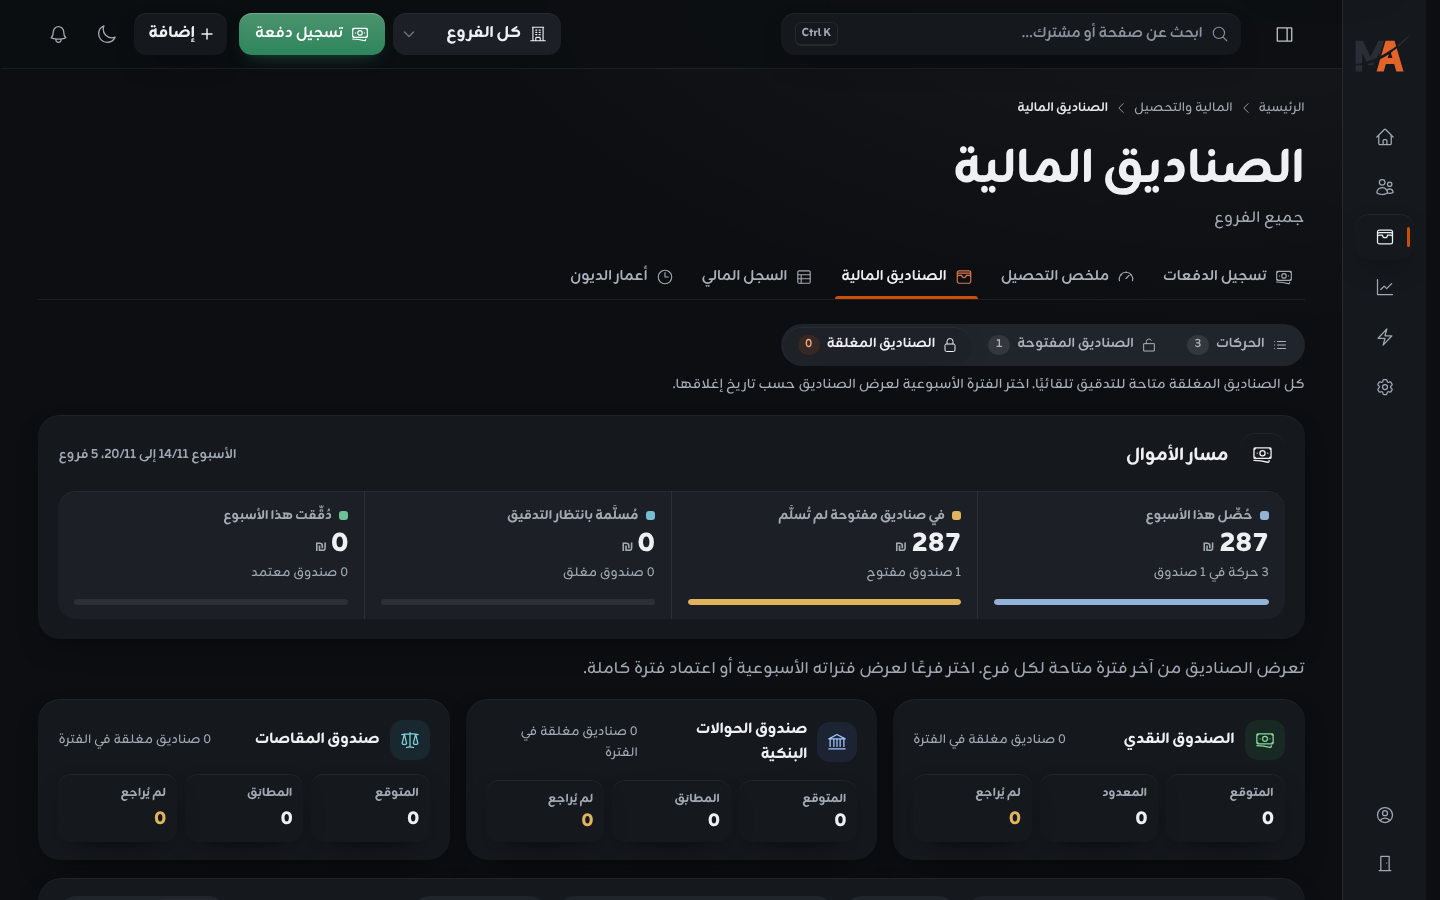 MA
ابحث عن صفحة أو مشترك...
Ctrl K
كل الفروع
تسجيل دفعة
إضافة
الرئيسية
المالية والتحصيل
الصناديق المالية
الصناديق المالية
جميع الفروع
تسجيل الدفعات
ملخص التحصيل
الصناديق المالية
السجل المالي
أعمار الديون
الحركات 3
الصناديق المفتوحة 1
الصناديق المغلقة 0
كل الصناديق المغلقة متاحة للتدقيق تلقائيًا. اختر الفترة الأسبوعية لعرض الصناديق حسب تاريخ إغلاقها.
مسار الأموال
الأسبوع 14/11 إلى 20/11، 5 فروع
حُصّل هذا الأسبوع
287 ₪
3 حركة في 1 صندوق
في صناديق مفتوحة لم تُسلَّم
287 ₪
1 صندوق مفتوح
مُسلَّمة بانتظار التدقيق
0 ₪
0 صندوق مغلق
دُقّقت هذا الأسبوع
0 ₪
0 صندوق معتمد
تعرض الصناديق من آخر فترة متاحة لكل فرع. اختر فرعًا لعرض فتراته الأسبوعية أو اعتماد فترة كاملة.
الصندوق النقدي
0 صناديق مغلقة في الفترة
المتوقع
0
المعدود
0
لم يُراجع
0
صندوق الحوالات
البنكية
0 صناديق مغلقة في
الفترة
المتوقع
0
المطابق
0
لم يُراجع
0
صندوق المقاصات
0 صناديق مغلقة في الفترة
المتوقع
0
المطابق
0
لم يُراجع
0